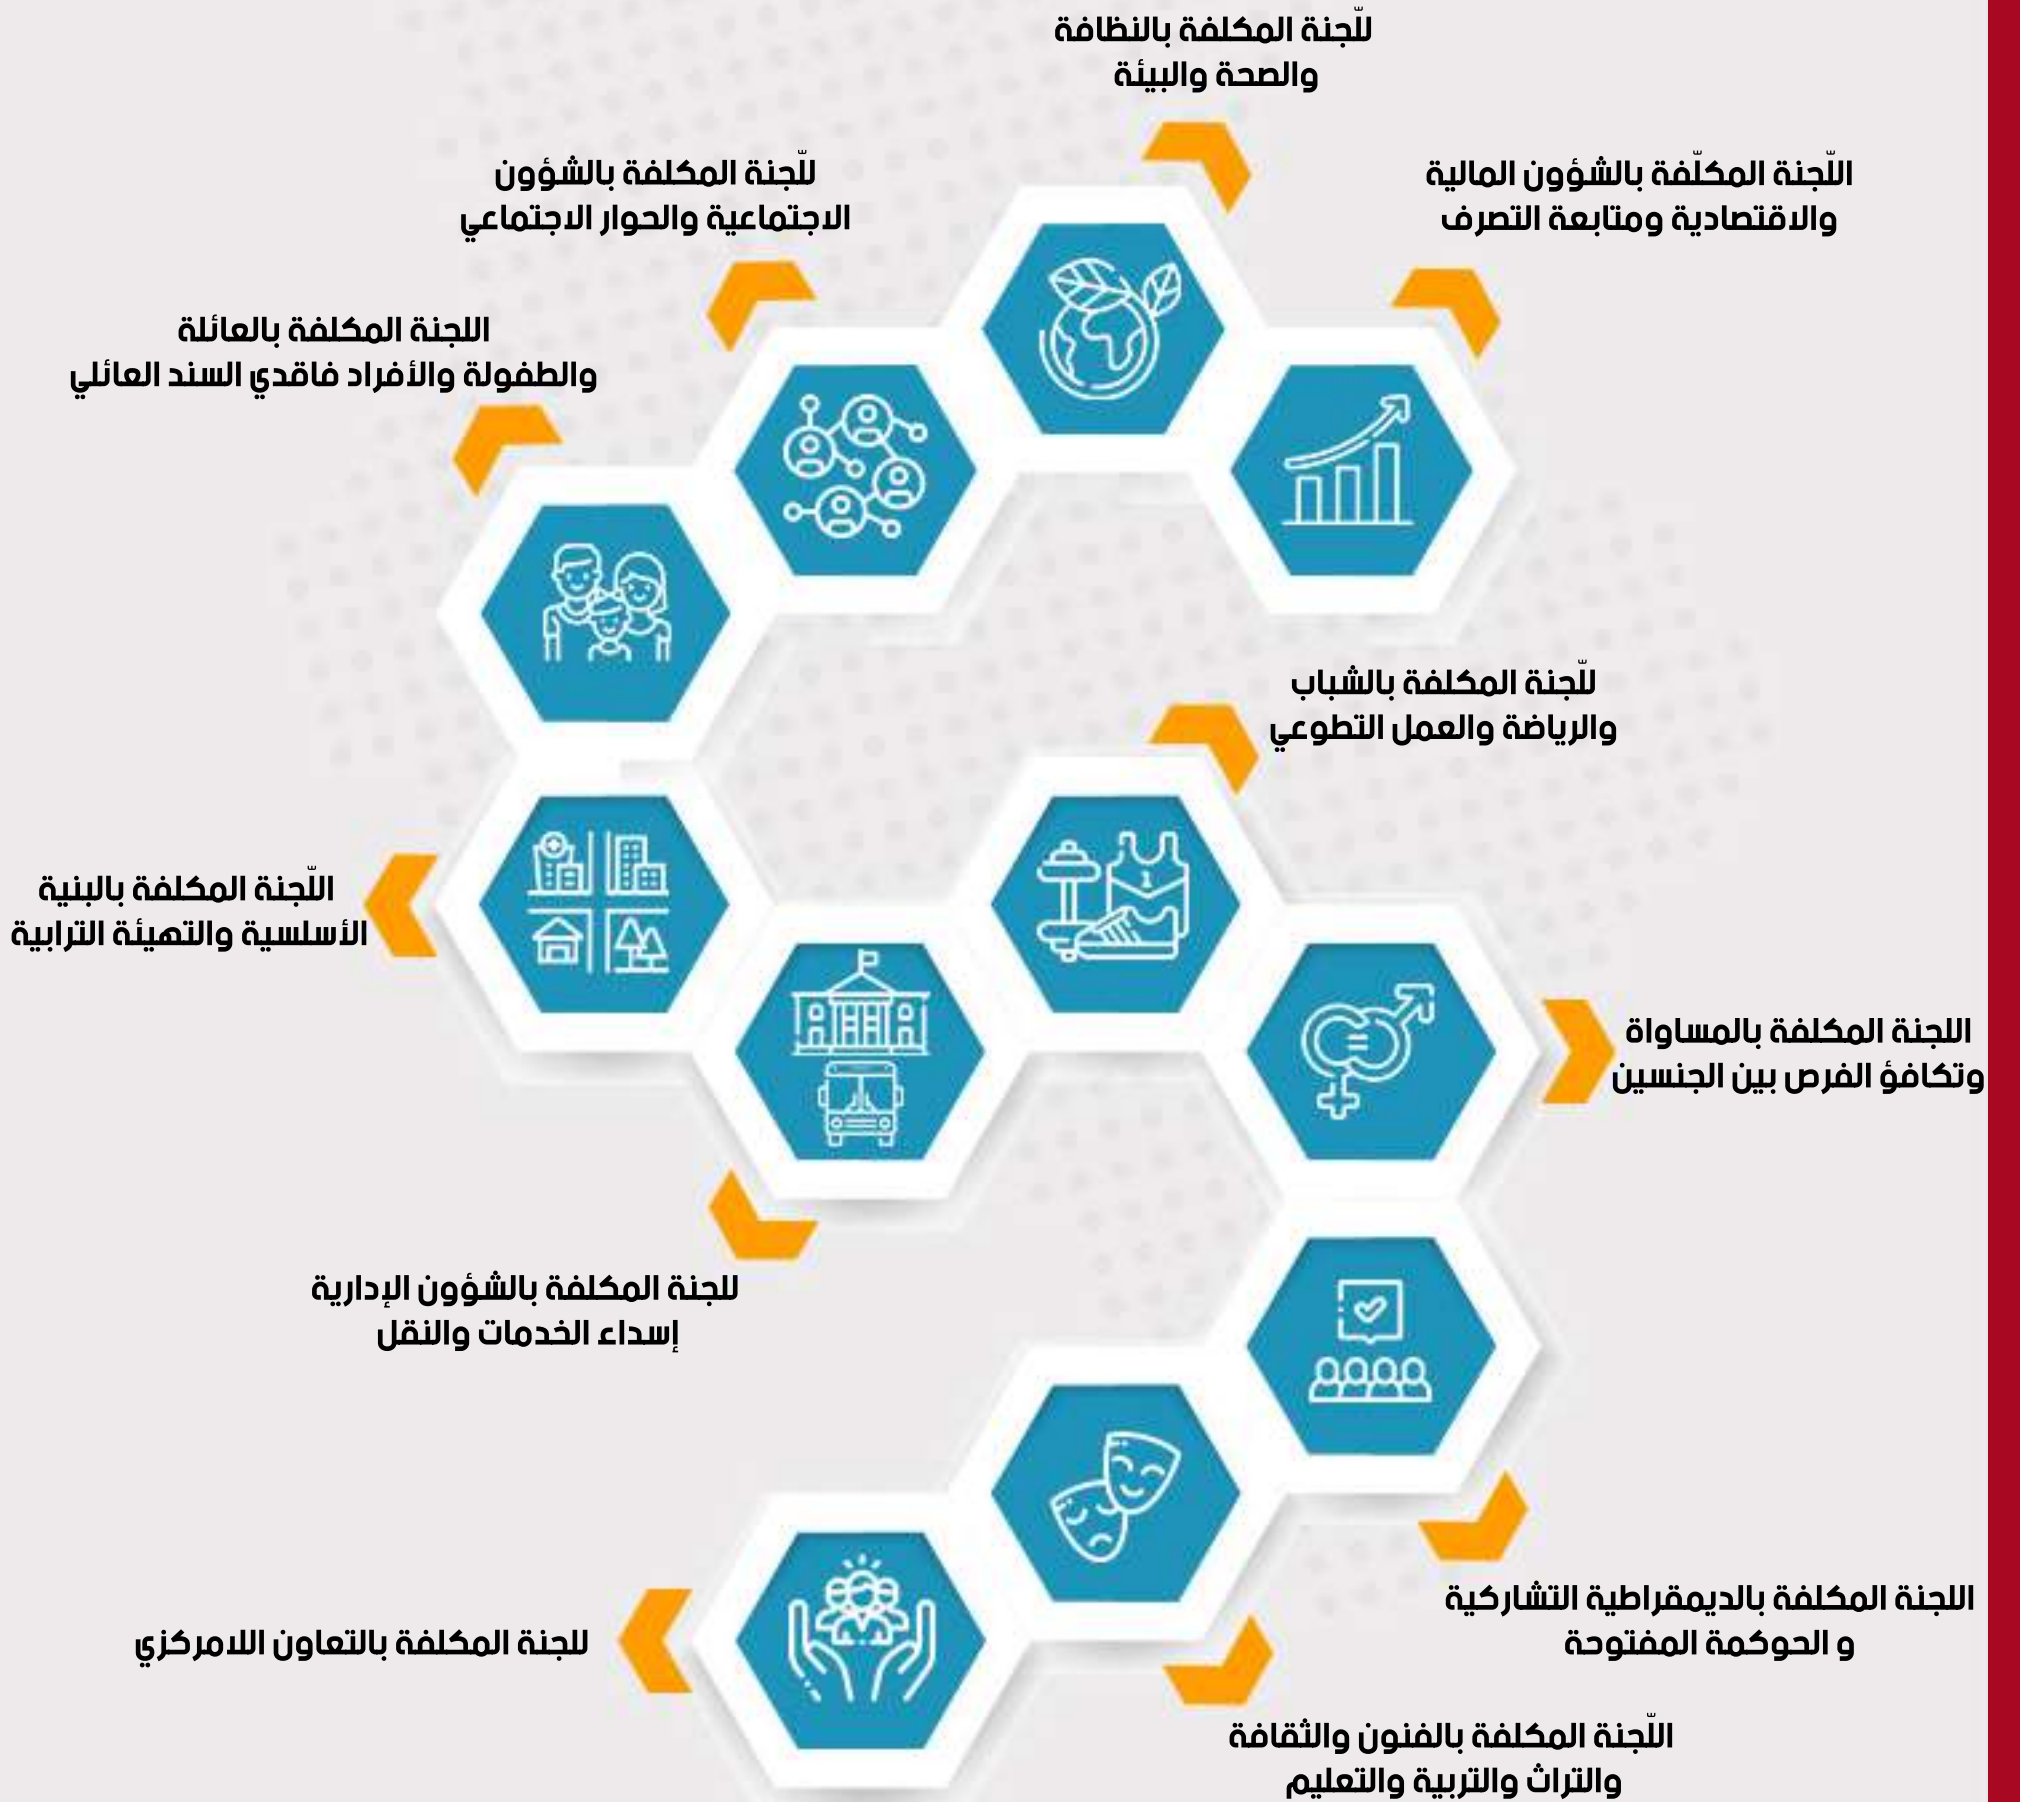 للّجنة المكلفة بالنظافة
والصحة والبيئة
اللّجنة المكلّفة بالشؤون المالية
والاقتصادية ومتابعة التصرف
للّجنة المكلفة بالشؤون
الاجتماعية والحوار الاجتماعي
اللجنة المكلفة بالعائلة
والطفولة والأفراد فاقدي السند العائلي
للّجنة المكلفة بالشباب
والرياضة والعمل التطوعي
اللّجنة المكلفة بالبنية
الأسلسية والتهيئة الترابية
اللجنة المكلفة بالمساواة
وتكافؤ الفرص بين الجنسين
للجنة المكلفة بالشؤون الإدارية
إسداء الخدمات والنقل
اللجنة المكلفة بالديمقراطية التشاركية
و الحوكمة المفتوحة
للجنة المكلفة بالتعاون اللامركزي
اللّجنة المكلفة بالفنون والثقافة
والتراث والتربية والتعليم
1